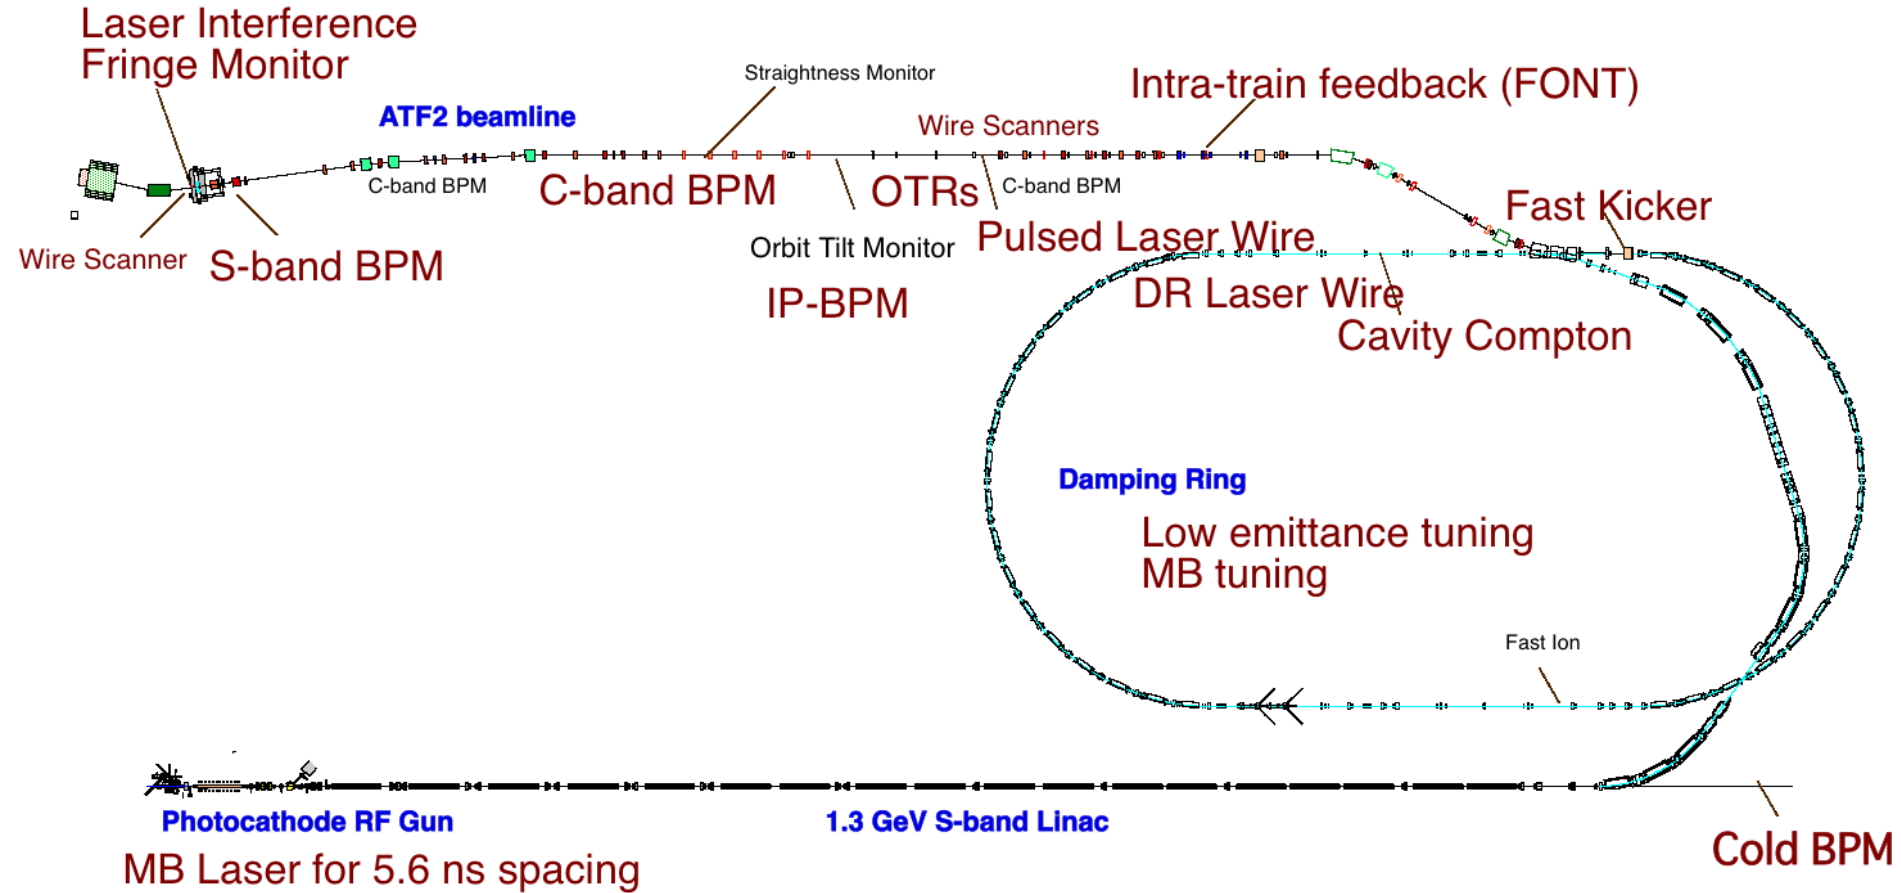 Laser Interference
Fringe Monitor
Straightness Monitor
Intra-train feedback (FONT)
ATF2 beamline
Wire Scanners
C-band BPM
C-band BPM
OTRs
C-band BPM
Fast Kicker
Wire Scanner
S-band BPM
Orbit Tilt Monitor
Pulsed Laser Wire
IP-BPM
DR Laser Wire
Cavity Compton
Damping Ring
Low emittance tuning
MB tuning
Fast Ion
Photocathode RF Gun
1.3 GeV S-band Linac
MB Laser for 5.6 ns spacing
Cold BPM